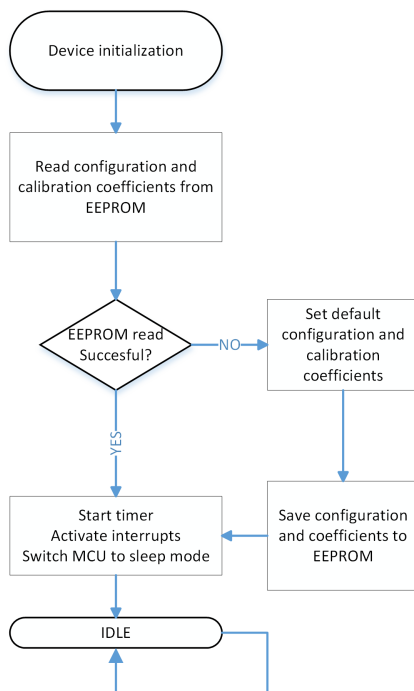 Device initialization
Read configuration and
calibration coefficients from
EEPROM
EEPROM read
Succesful?
NO
Set default
configuration and
calibration
coefficients
YES
Start timer
Activate interrupts
Switch MCU to sleep mode
Save configuration
and coefficients to
EEPROM
IDLE